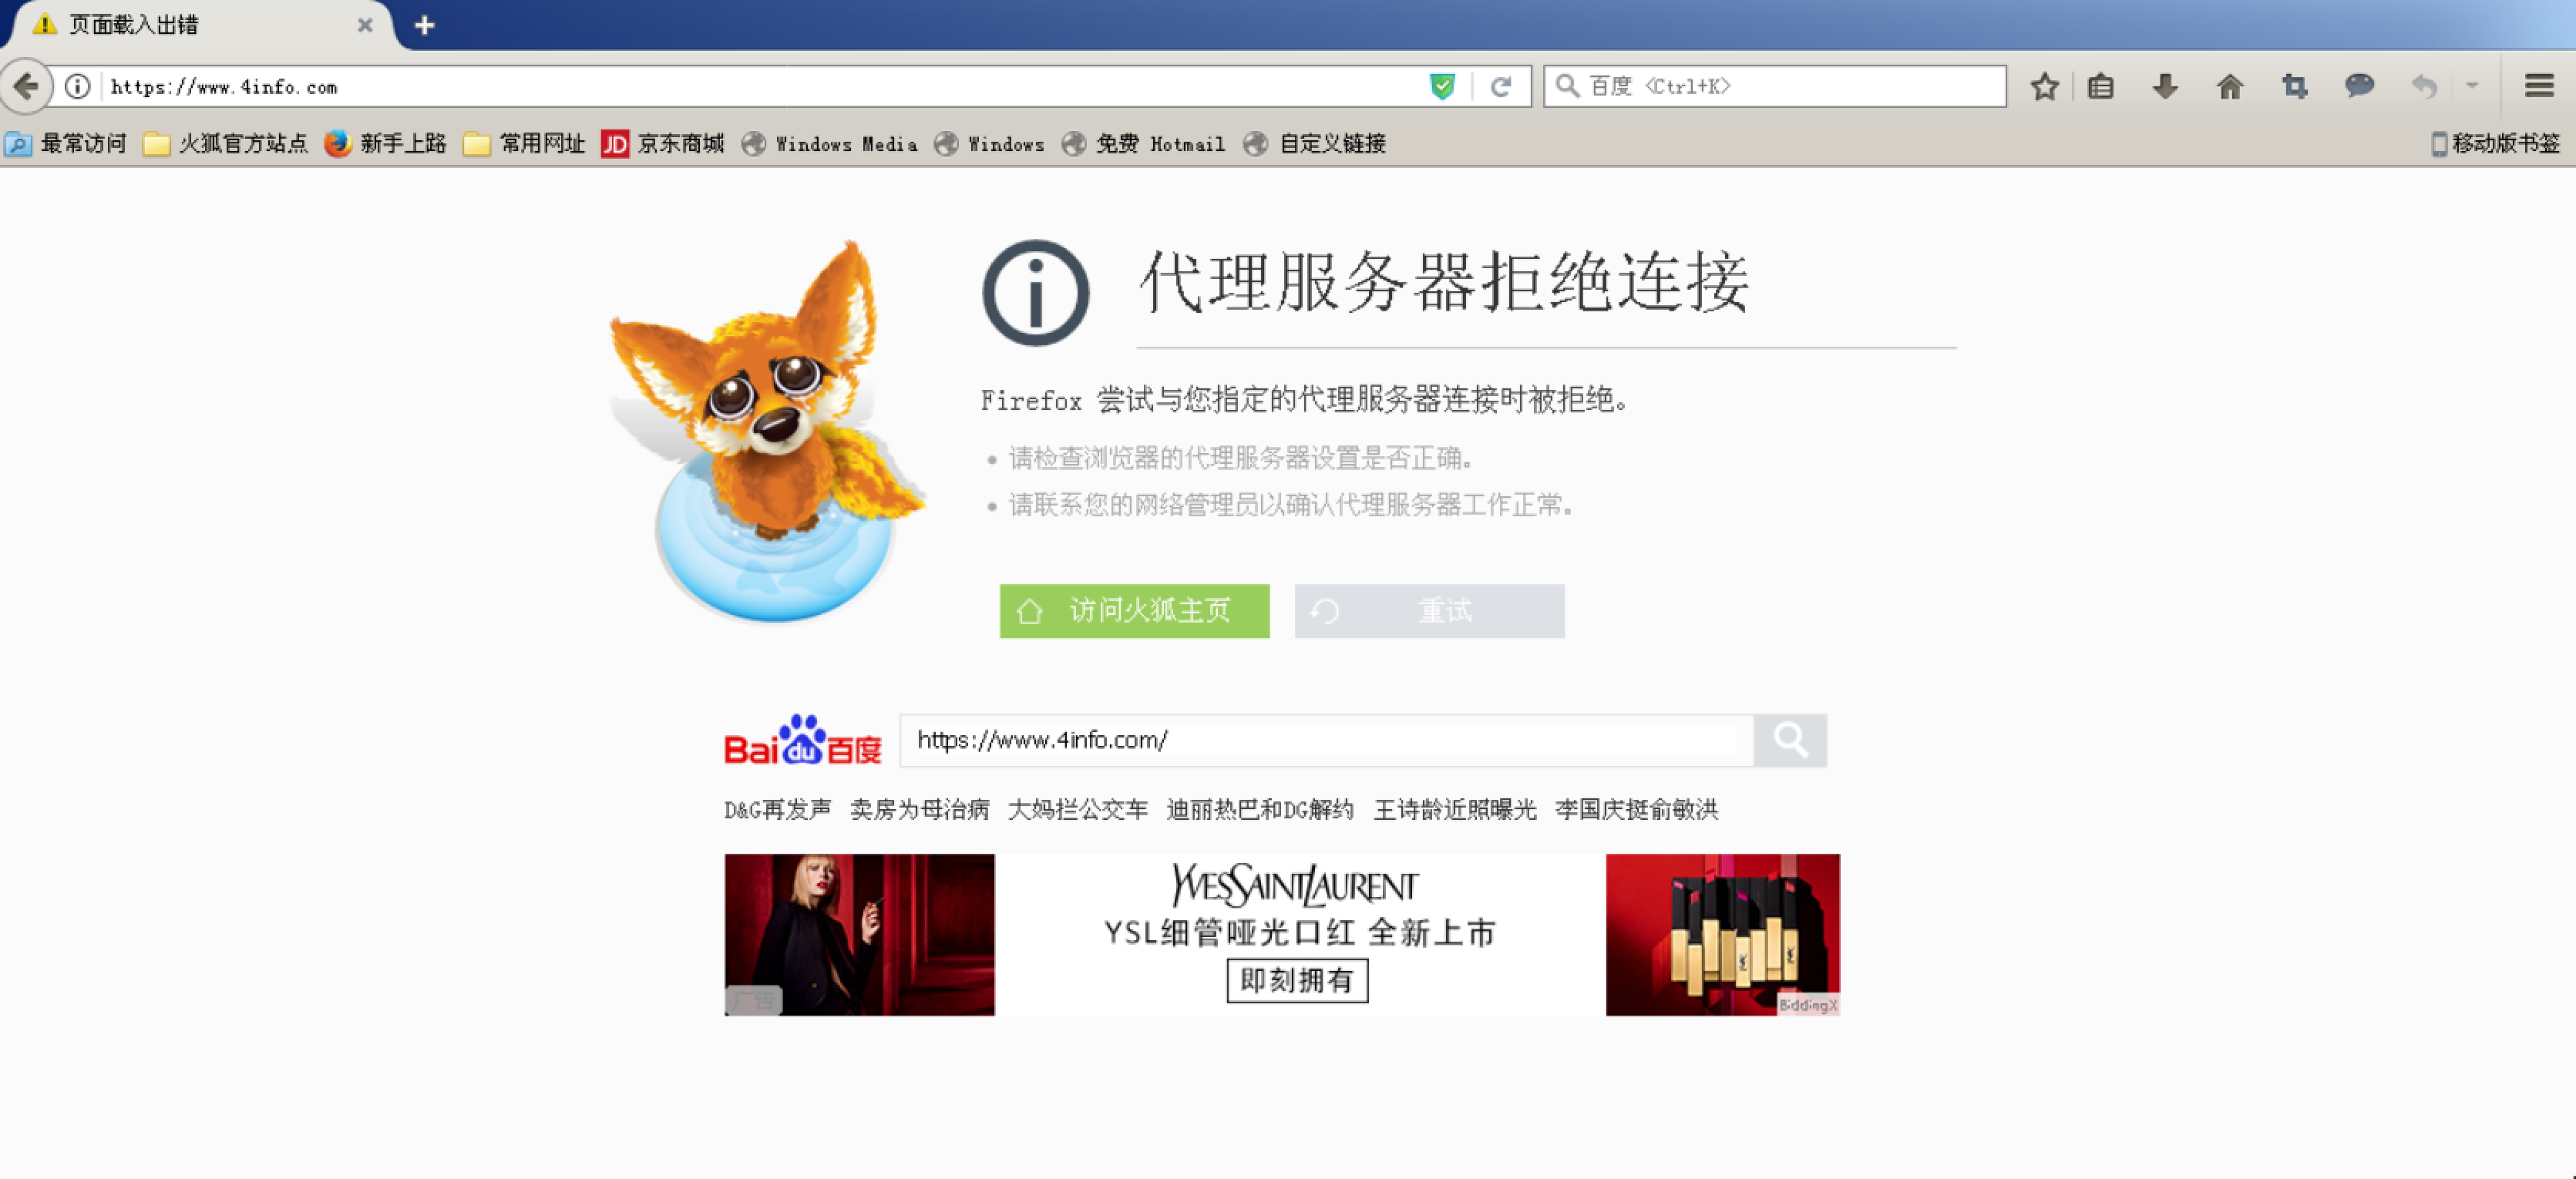 页面载入出错
https://www.4info.com
百度 <Ctrl+K>
最常访问 火狐官方站点 新手上路 常用网址 JD 京东商城 Windows Media Windows 免费 Hotmail 自定义链接 移动版书签
代理服务器拒绝连接
Firefox 尝试与您指定的代理服务器连接时被拒绝。
请检查浏览器的代理服务器设置是否正确。
请联系您的网络管理员以确认代理服务器工作正常。
访问火狐主页 重试
Baidu百度 https://www.4info.com/
D&G再发声 卖房为母治病 大妈拦公交车 迪丽热巴和DG解约 王诗龄近照曝光 李国庆挺俞敏洪
YVESSAINTLAURENT
YSL细管哑光口红 全新上市
即刻拥有
广告
BiddingX